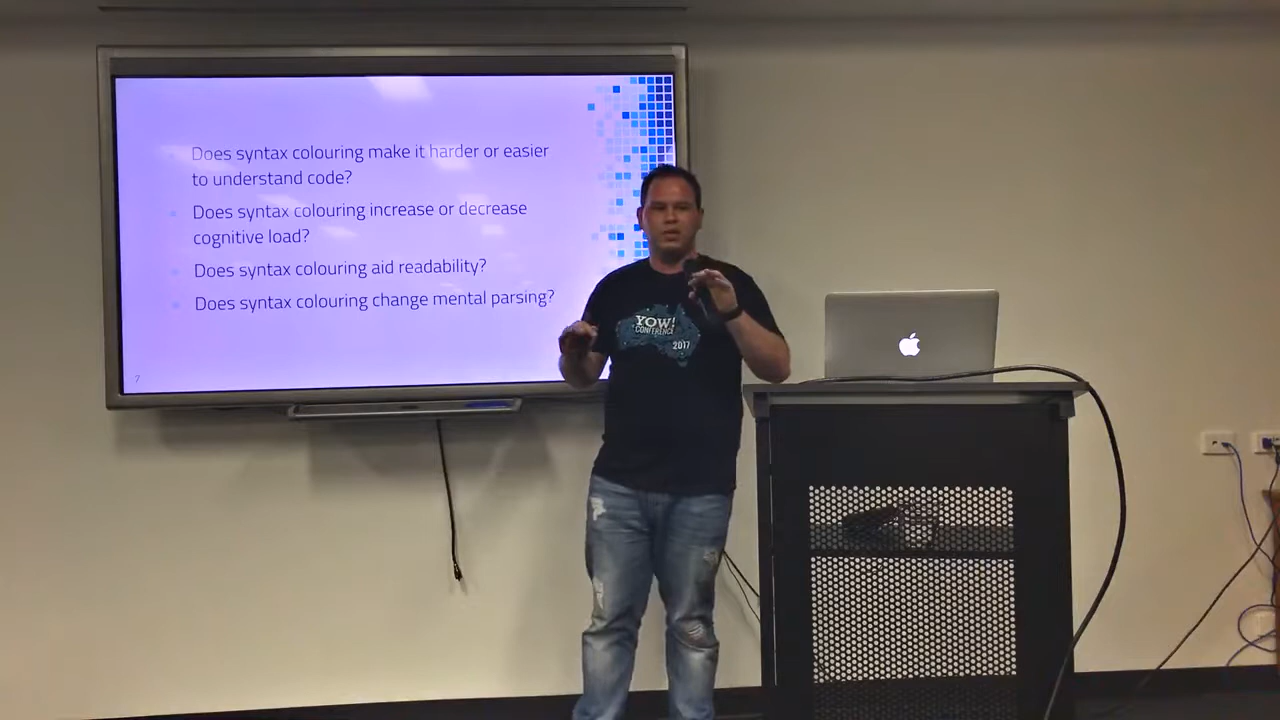 Does syntax colouring make it harder or easier
to understand code?
Does syntax colouring increase or decrease
cognitive load?
Does syntax colouring aid readability?
Does syntax colouring change mental parsing?
7
YOW!
CONFERENCE
2017